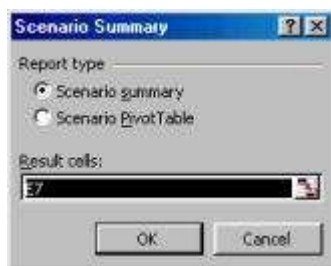 Scenario Summary
Report type
Scenario summary
Scenario PivotTable
Result cells:
E7
OK Cancel